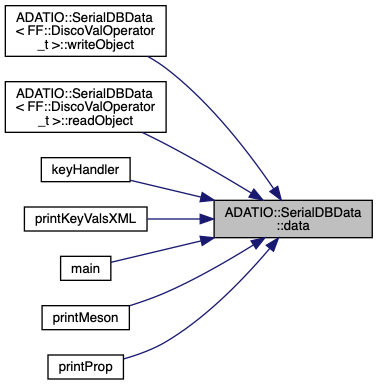 ADATIO::SerialDBData
< FF::DiscoValOperator
_t >::writeObject
ADATIO::SerialDBData
< FF::DiscoValOperator
_t >::readObject
keyHandler
printKeyValsXML
main
printMeson
printProp
ADATIO::SerialDBData
::data